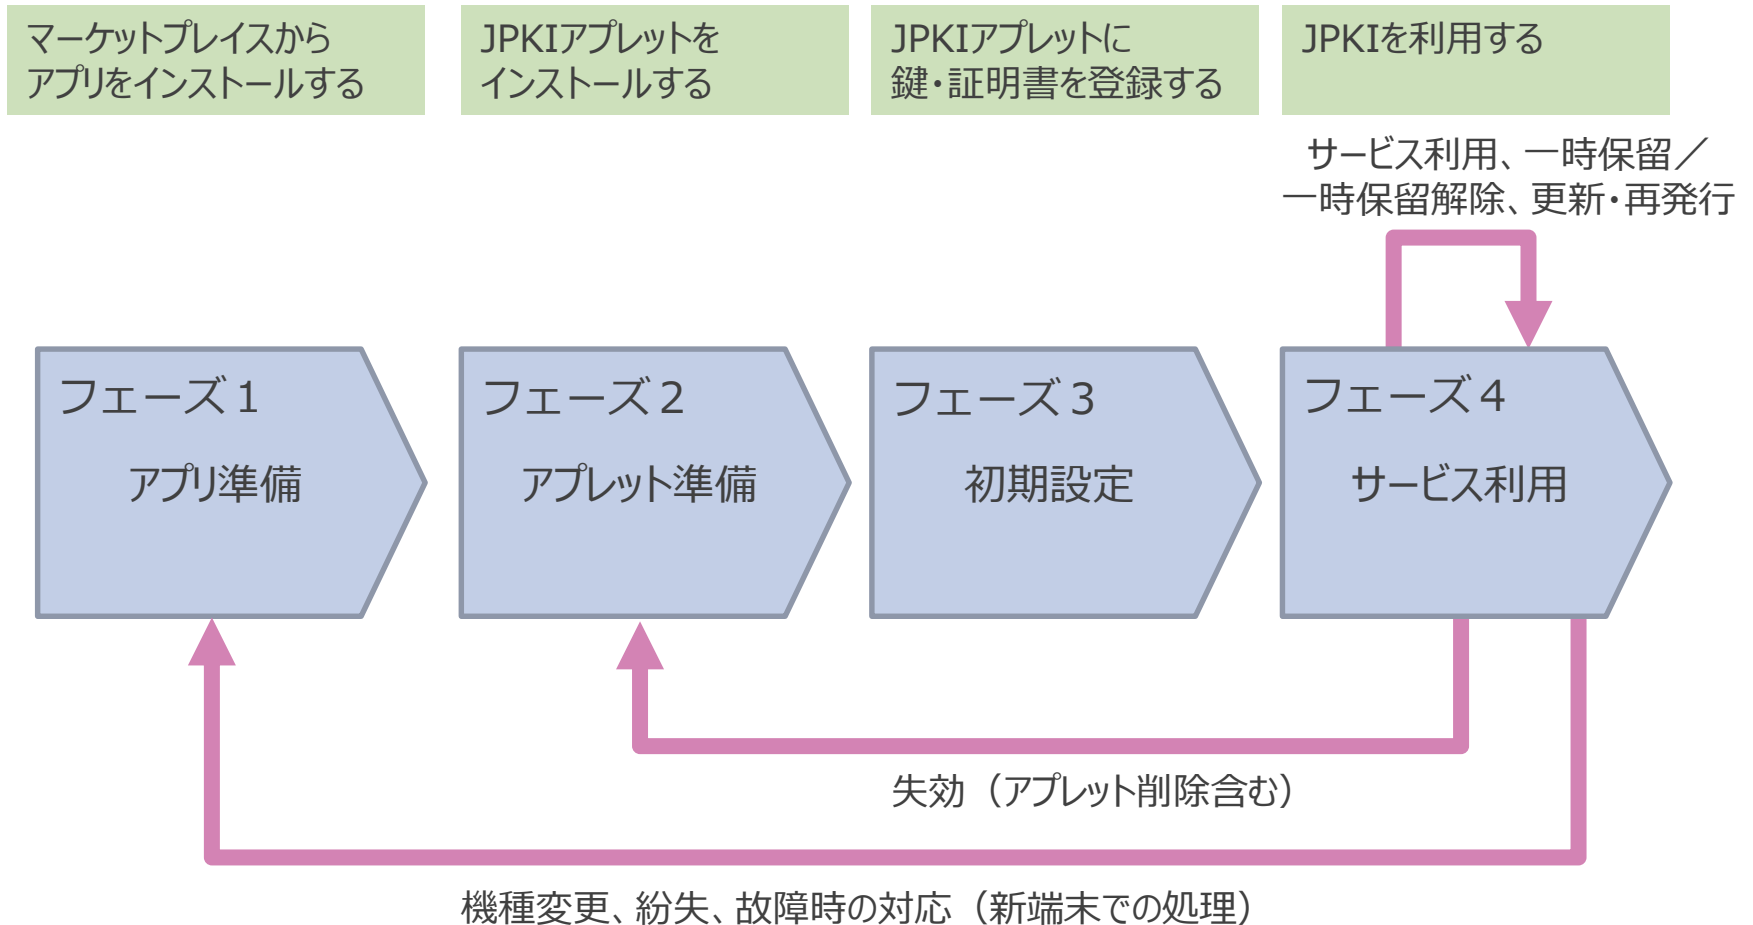 マーケットプレイスから
アプリをインストールする
JPKIアプレットを
インストールする
JPKIアプレットに
鍵・証明書を登録する
JPKIを利用する
サービス利用、一時保留／
一時保留解除、更新・再発行
フェーズ１
アプリ準備
フェーズ２
アプレット準備
フェーズ３
初期設定
フェーズ４
サービス利用
失効（アプレット削除含む）
機種変更、紛失、故障時の対応（新端末での処理）